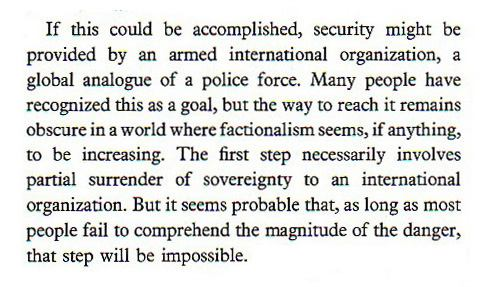 If this could be accomplished, security might be
provided by an armed international organization, a
global analogue of a police force. Many people have
recognized this as a goal, but the way to reach it remains
obscure in a world where factionalism seems, if anything,
to be increasing. The first step necessarily involves
partial surrender of sovereignty to an international
organization. But it seems probable that, as long as most
people fail to comprehend the magnitude of the danger,
that step will be impossible.